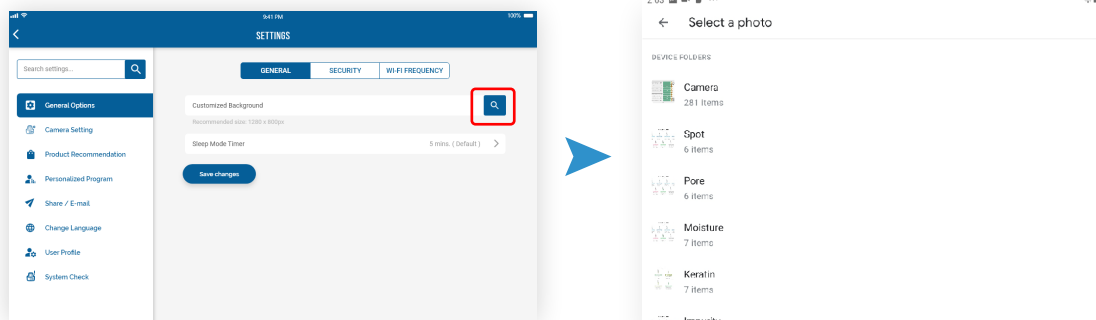 9:41 PM
100%
SETTINGS
Search settings...
General Options
Camera Setting
Product Recommendation
Personalized Program
Share / E-mail
Change Language
User Profile
System Check
GENERAL SECURITY WI-FI FREQUENCY
Customized Background
Recommended size: 1280 x 800px
Sleep Mode Timer 5 mins. ( Default )
Save changes
Select a photo
DEVICE FOLDERS
Camera
281 items
Spot
6 items
Pore
6 items
Moisture
7 items
Keratin
7 items